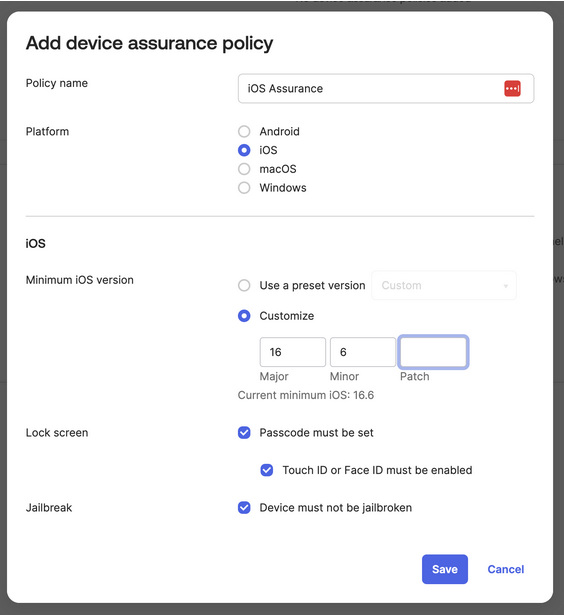 Add device assurance policy
Policy name
iOS Assurance
Platform
Android
iOS
macOS
Windows
iOS
Minimum iOS version
Use a preset version
Custom
Customize
16
6
Major
Minor
Patch
Current minimum iOS: 16.6
Lock screen
Passcode must be set
Touch ID or Face ID must be enabled
Jailbreak
Device must not be jailbroken
Save
Cancel